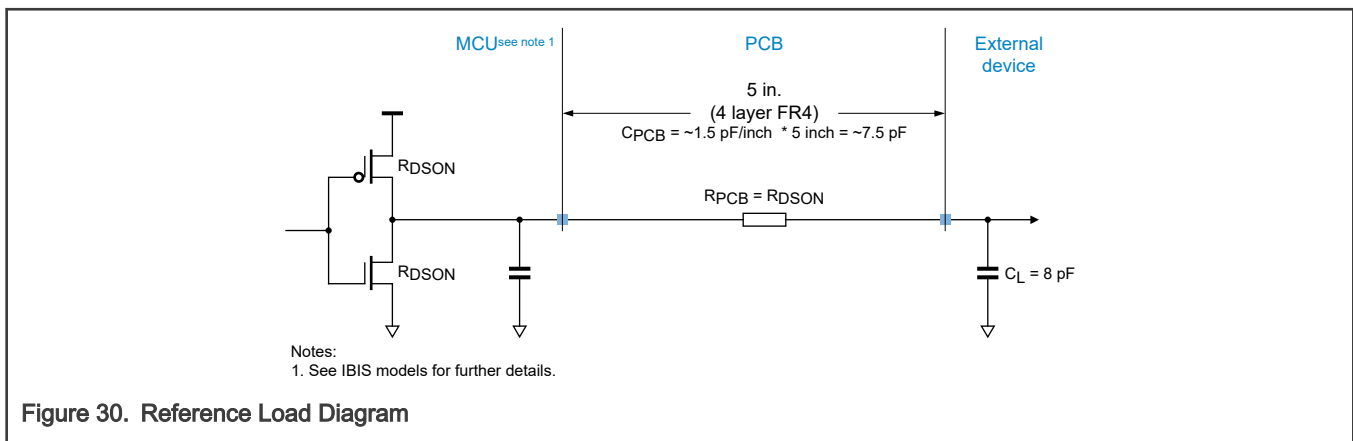 MCUsee note 1
PCB
External
device
5 in.
(4 layer FR4)
CPCB = ~1.5 pF/inch * 5 inch = ~7.5 pF
RDSON
RPCB = RDSON
RDSON
CL = 8 pF
Notes:
1. See IBIS models for further details.
Figure 30. Reference Load Diagram